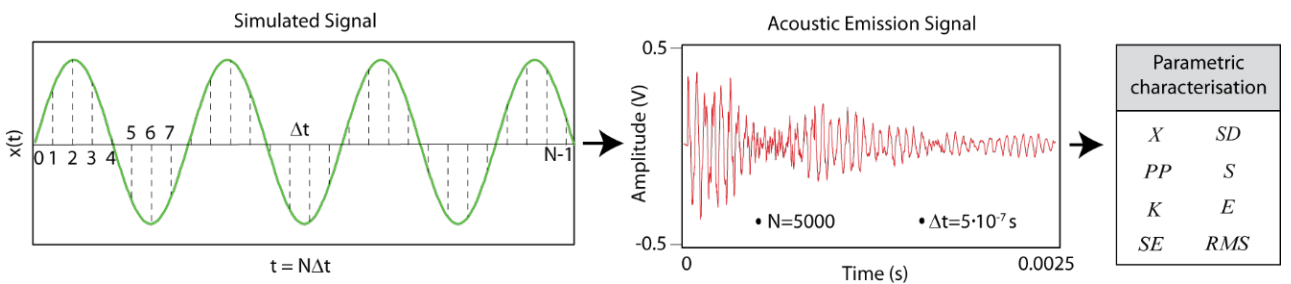 Simulated Signal
x(t)
0 1 2 3 4
5 6 7
Δt
N-1
t = NΔt
Acoustic Emission Signal
Amplitude (V)
0.5
-0.5
• N=5000
• Δt=5·10⁻⁷ s
0
0.0025
Time (s)
Parametric
characterisation
X SD
PP S
K E
SE RMS